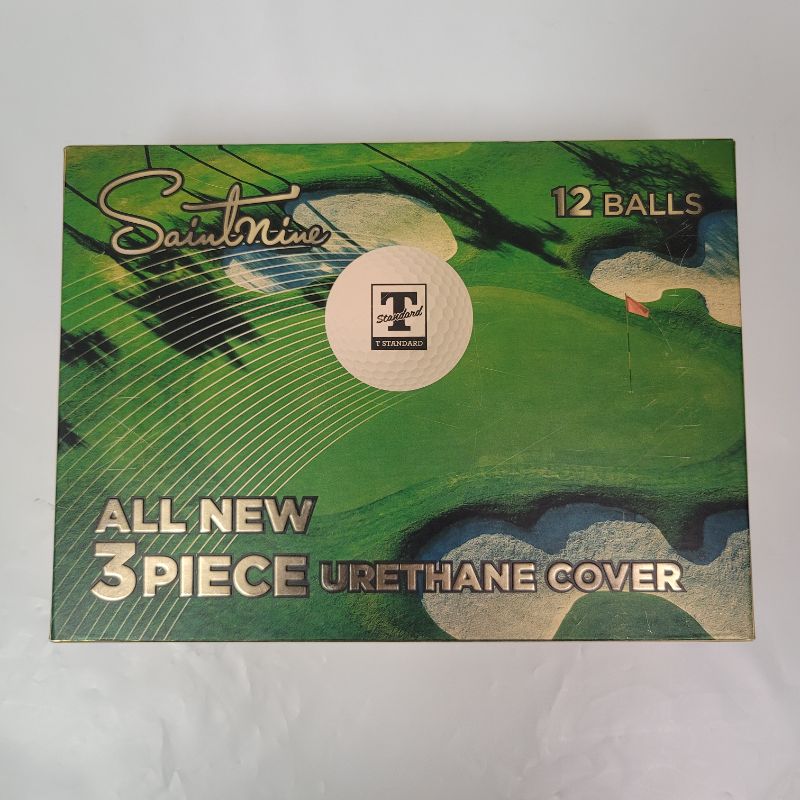 Saintnine
12 BALLS
T
Standard
T STANDARD
ALL NEW
3PIECE URETHANE COVER